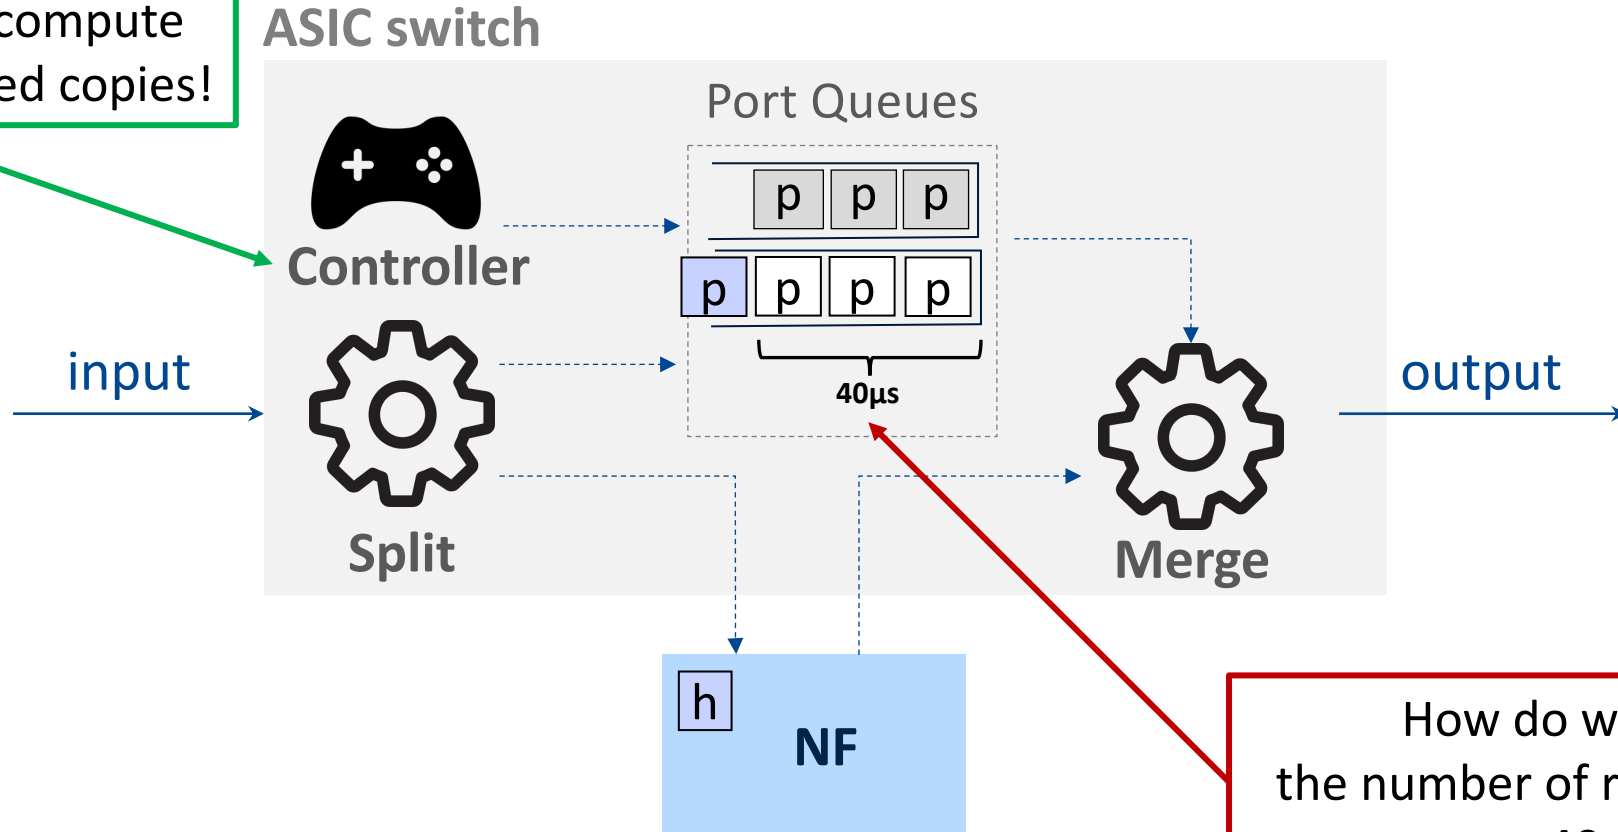 compute
ed copies!
ASIC switch
Port Queues
p p p
Controller
p p p p
input
40µs
output
Split
Merge
h
NF
How do w
the number of